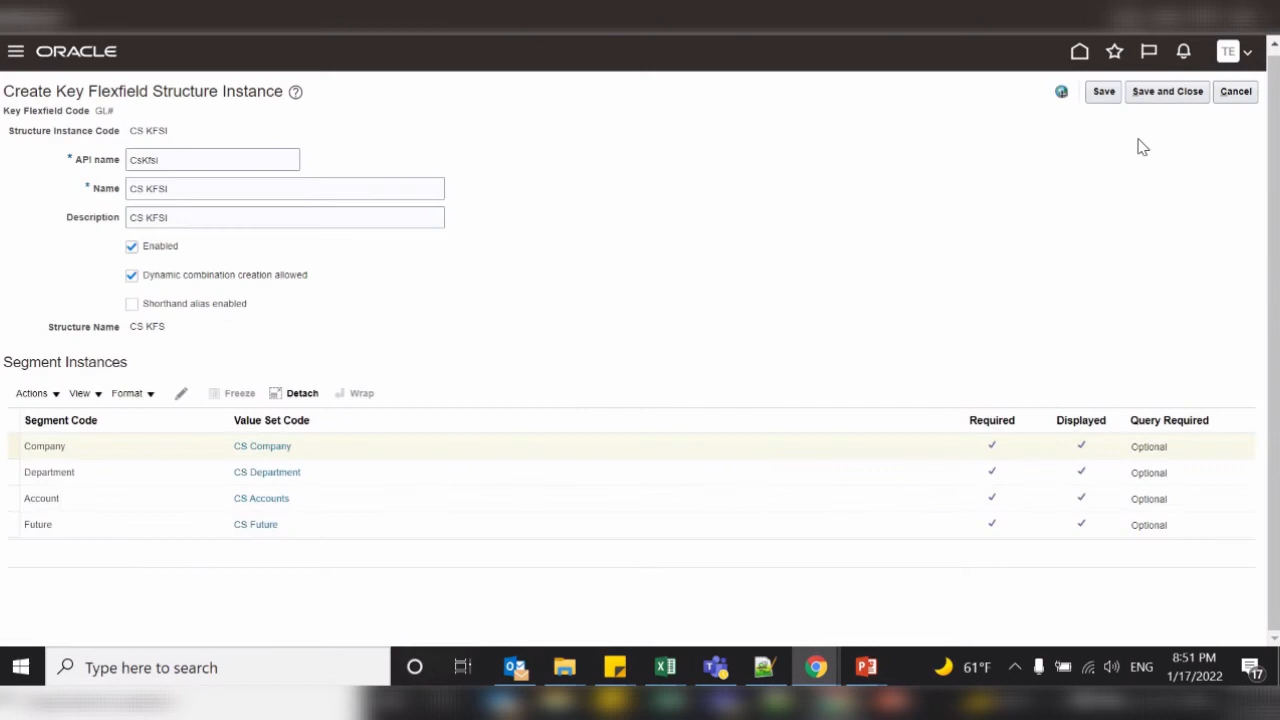 ORACLE
TE
Create Key Flexfield Structure Instance ?
Save Save and Close Cancel
Key Flexfield Code GL#
Structure Instance Code CS KFSI
* API name CsKfsi
* Name CS KFSI
Description CS KFSI
Enabled
Dynamic combination creation allowed
Shorthand alias enabled
Structure Name CS KFS
Segment Instances
Actions View Format Freeze Detach Wrap
Segment Code Value Set Code Required Displayed Query Required
Company CS Company Optional
Department CS Department Optional
Account CS Accounts Optional
Future CS Future Optional
Type here to search
61°F
ENG
8:51 PM
1/17/2022
17